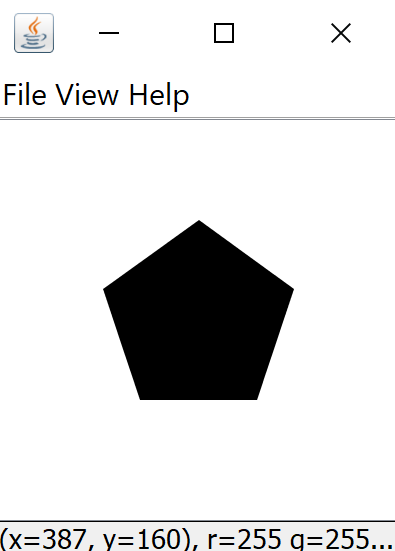 File View Help
(x=387, y=160), r=255 g=255...